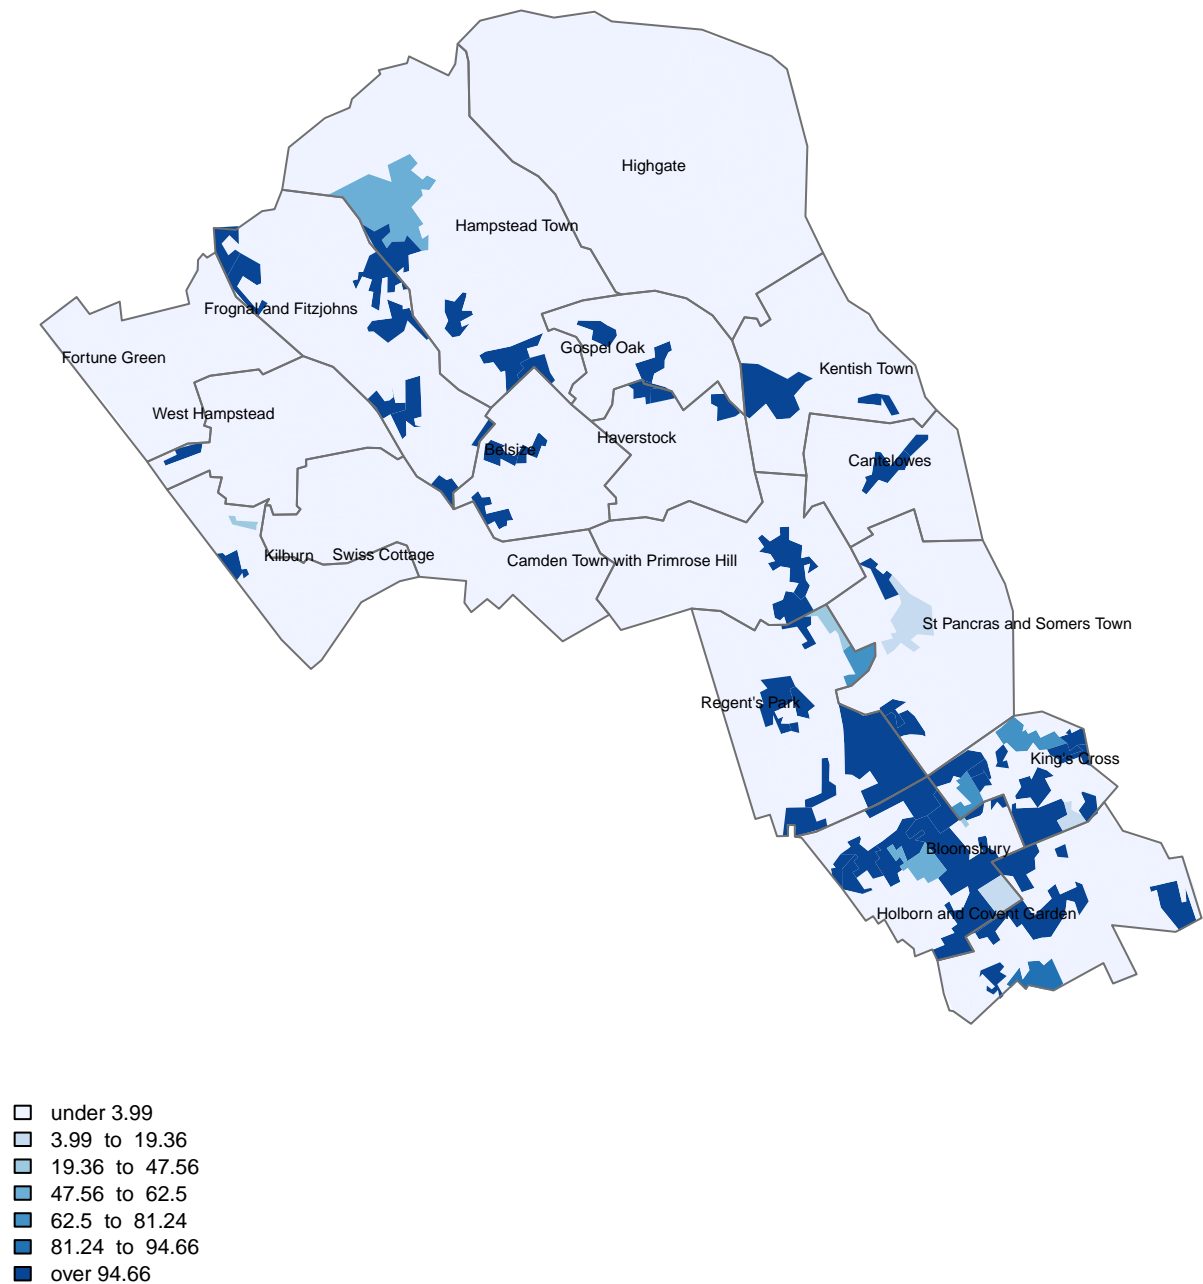 Highgate
Hampstead Town
Frognal and Fitzjohns
Gospel Oak
Fortune Green
Kentish Town
West Hampstead
Haverstock
Belsize
Cantelowes
Kilburn
Swiss Cottage
Camden Town with Primrose Hill
St Pancras and Somers Town
Regent's Park
King's Cross
Bloomsbury
Holborn and Covent Garden
under 3.99
3.99 to 19.36
19.36 to 47.56
47.56 to 62.5
62.5 to 81.24
81.24 to 94.66
over 94.66